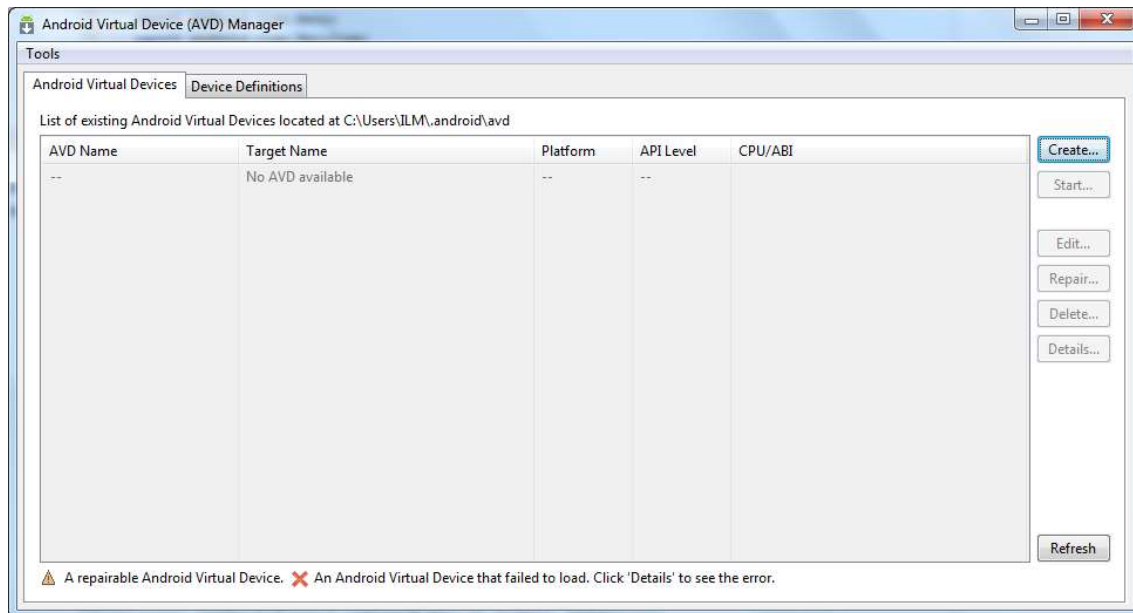 Android Virtual Device (AVD) Manager
Tools
Android Virtual Devices Device Definitions
List of existing Android Virtual Devices located at C:\Users\ILM\.android\avd
AVD Name Target Name Platform API Level CPU/ABI
-- No AVD available -- --
Create...
Start...
Edit...
Repair...
Delete...
Details...
Refresh
A repairable Android Virtual Device. An Android Virtual Device that failed to load. Click 'Details' to see the error.